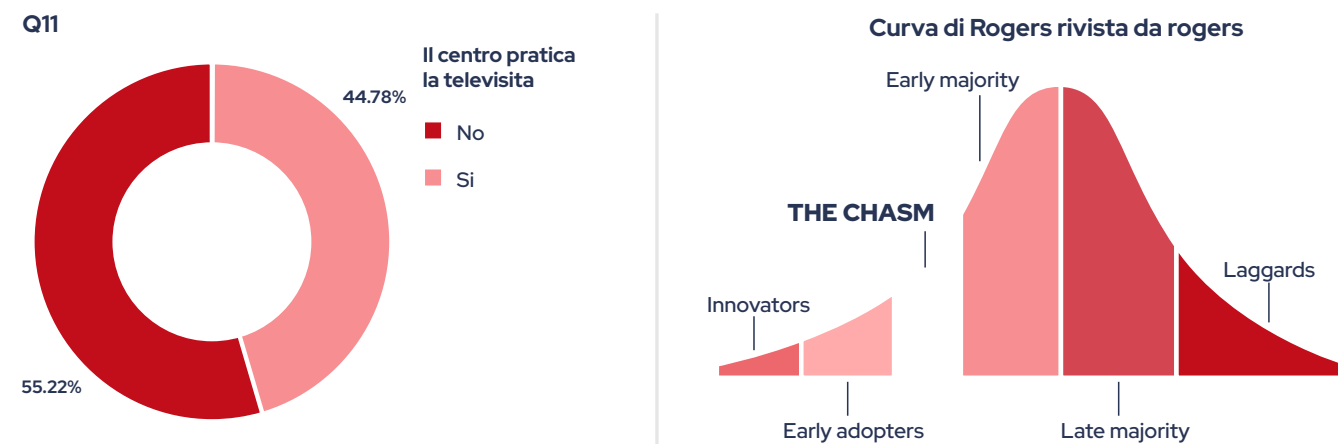 Q11
Il centro pratica
la televisita
44.78%
No
Si
55.22%
Curva di Rogers rivista da rogers
Early majority
THE CHASM
Laggards
Innovators
Early adopters
Late majority